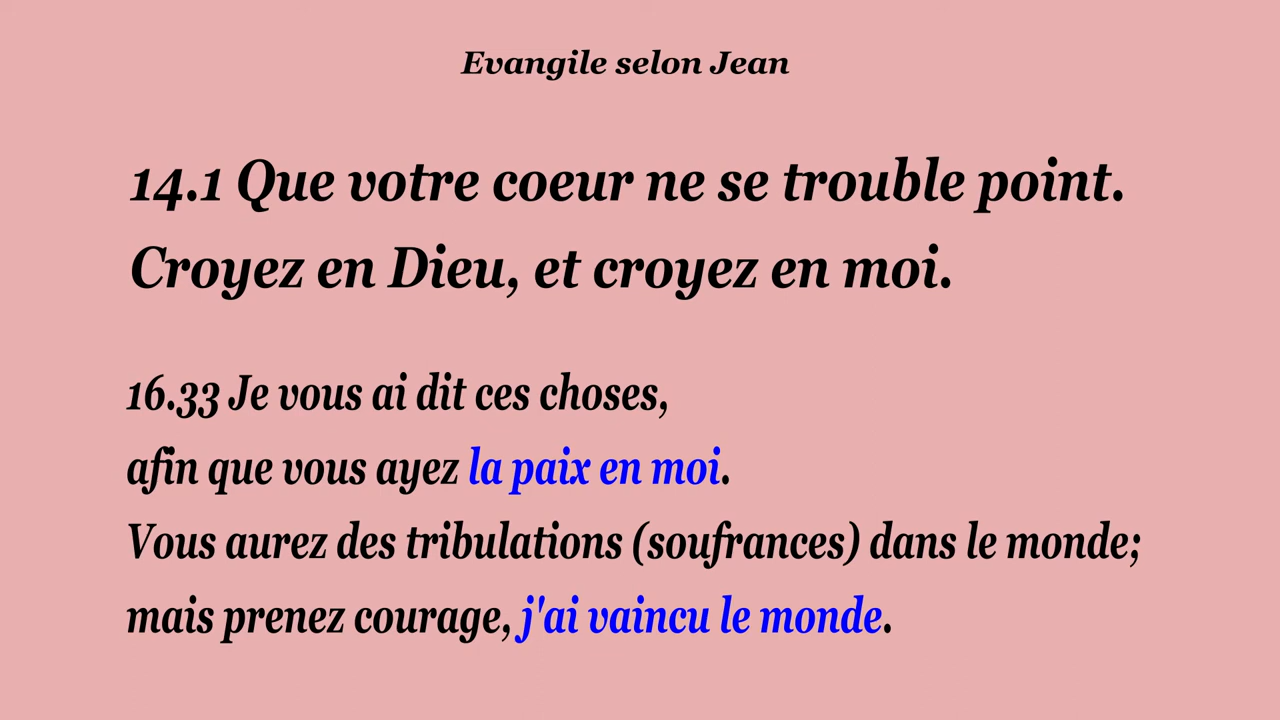 Evangile selon Jean
14.1 Que votre coeur ne se trouble point.
Croyez en Dieu, et croyez en moi.
16.33 Je vous ai dit ces choses,
afin que vous ayez la paix en moi.
Vous aurez des tribulations (soufrances) dans le monde;
mais prenez courage, j'ai vaincu le monde.